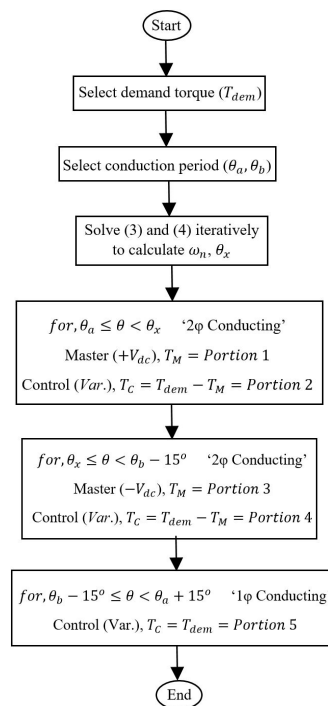 Start
Select demand torque (T_dem)
Select conduction period (θ_a, θ_b)
Solve (3) and (4) iteratively
to calculate ω_n, θ_x
for, θ_a ≤ θ < θ_x ‘2φ Conducting’
Master (+V_dc), T_M = Portion 1
Control (Var.), T_C = T_dem − T_M = Portion 2
for, θ_x ≤ θ < θ_b − 15° ‘2φ Conducting’
Master (−V_dc), T_M = Portion 3
Control (Var.), T_C = T_dem − T_M = Portion 4
for, θ_b − 15° ≤ θ < θ_a + 15° ‘1φ Conducting
Control (Var.), T_C = T_dem = Portion 5
End